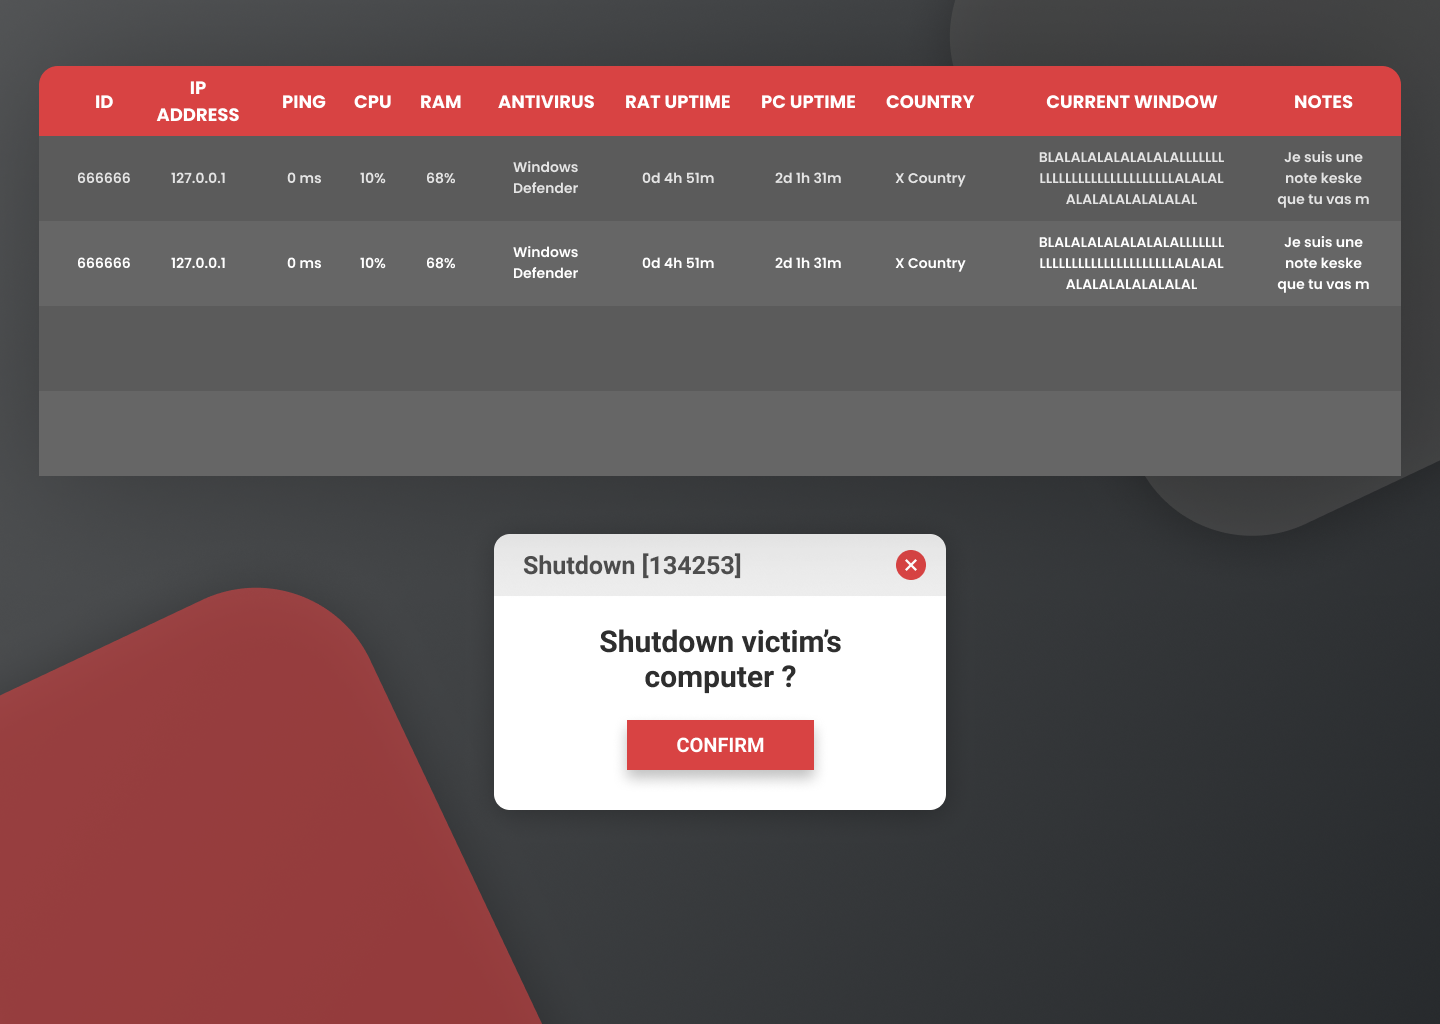 ID IP ADDRESS PING CPU RAM ANTIVIRUS RAT UPTIME PC UPTIME COUNTRY CURRENT WINDOW NOTES
666666 127.0.0.1 0 ms 10% 68% Windows Defender 0d 4h 51m 2d 1h 31m X Country BLALALALALALALALALLLLLLL LLLLLLLLLLLLLLLLLLLLLALALAL ALALALALALALALAL Je suis une note keske que tu vas m
666666 127.0.0.1 0 ms 10% 68% Windows Defender 0d 4h 51m 2d 1h 31m X Country BLALALALALALALALALLLLLLL LLLLLLLLLLLLLLLLLLLLLALALAL ALALALALALALALAL Je suis une note keske que tu vas m
Shutdown [134253]
Shutdown victim’s
computer ?
CONFIRM